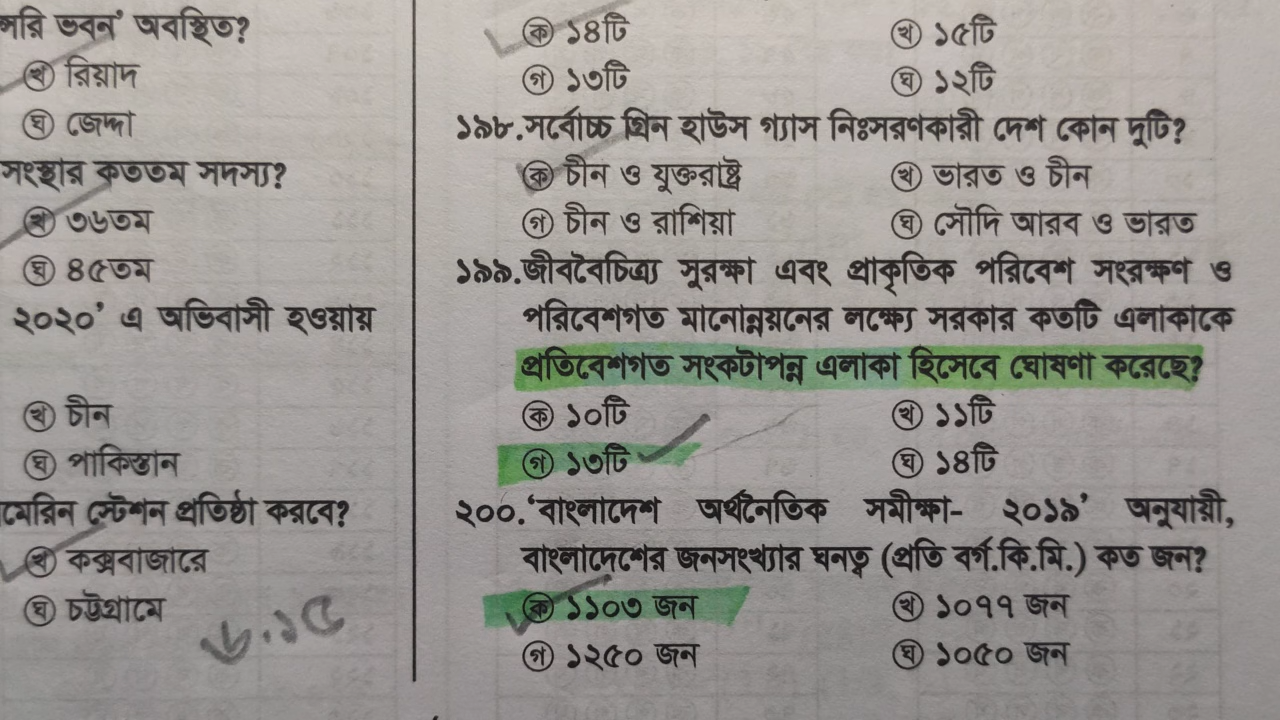 পরি ভবন' অবস্থিত?
খ রিয়াদ
ঘ জেদ্দা
সংস্থার কততম সদস্য?
খ ৩৬তম
ঘ ৪৫তম
২০২০' এ অভিবাসী হওয়ায়
খ চীন
ঘ পাকিস্তান
মেরিন স্টেশন প্রতিষ্ঠা করবে?
খ কক্সবাজারে
ঘ চট্টগ্রামে
ক ১৪টি খ ১৫টি
গ ১৩টি ঘ ১২টি
১৯৮.সর্বোচ্চ গ্রিন হাউস গ্যাস নিঃসরণকারী দেশ কোন দুটি?
ক চীন ও যুক্তরাষ্ট্র খ ভারত ও চীন
গ চীন ও রাশিয়া ঘ সৌদি আরব ও ভারত
১৯৯.জীববৈচিত্র্য সুরক্ষা এবং প্রাকৃতিক পরিবেশ সংরক্ষণ ও
পরিবেশগত মানোন্নয়নের লক্ষ্যে সরকার কতটি এলাকাকে
প্রতিবেশগত সংকটাপন্ন এলাকা হিসেবে ঘোষণা করেছে?
ক ১০টি খ ১১টি
গ ১৩টি ঘ ১৪টি
২০০.'বাংলাদেশ অর্থনৈতিক সমীক্ষা- ২০১৯' অনুযায়ী,
বাংলাদেশের জনসংখ্যার ঘনত্ব (প্রতি বর্গ.কি.মি.) কত জন?
ক ১১০৩ জন খ ১০৭৭ জন
গ ১২৫০ জন ঘ ১০৫০ জন